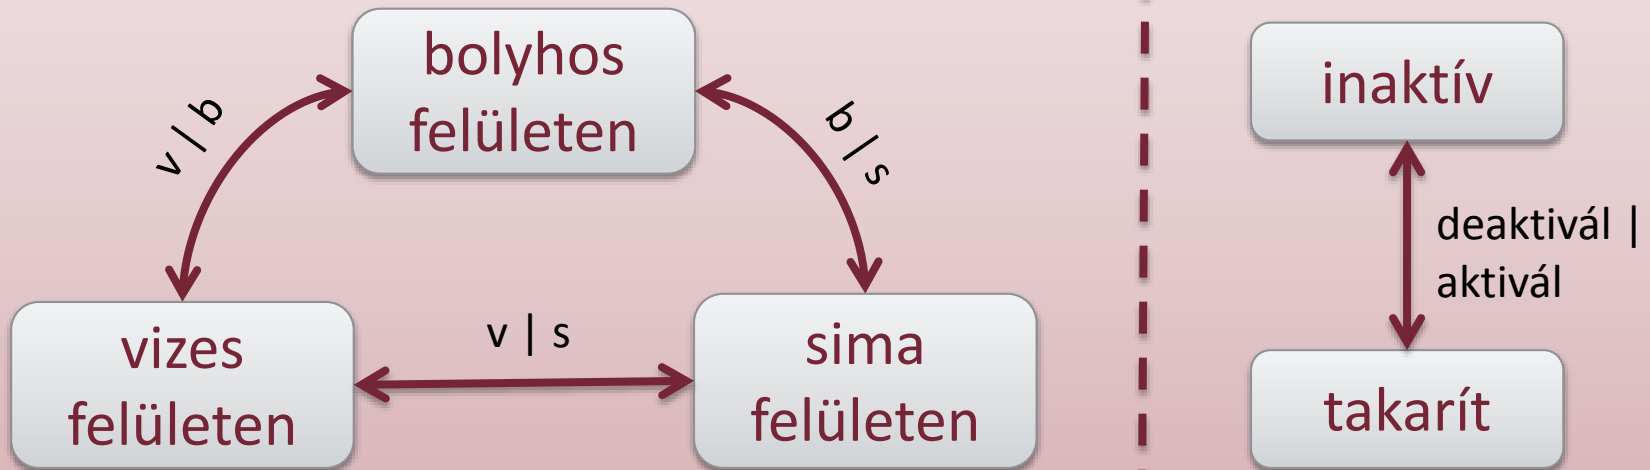 bolyhos
felületen
v | b
b | s
vizes
felületen
v | s
sima
felületen
inaktív
deaktivál |
aktivál
takarít